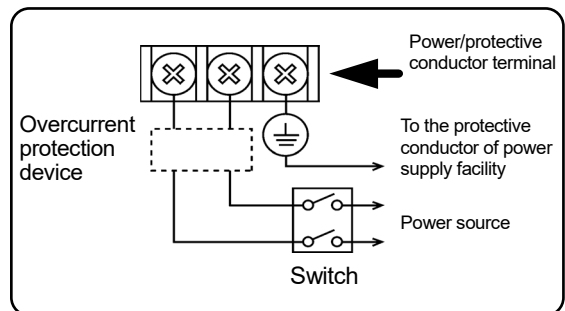 Power/protective
conductor terminal
Overcurrent
protection
device
To the protective
conductor of power
supply facility
Power source
Switch